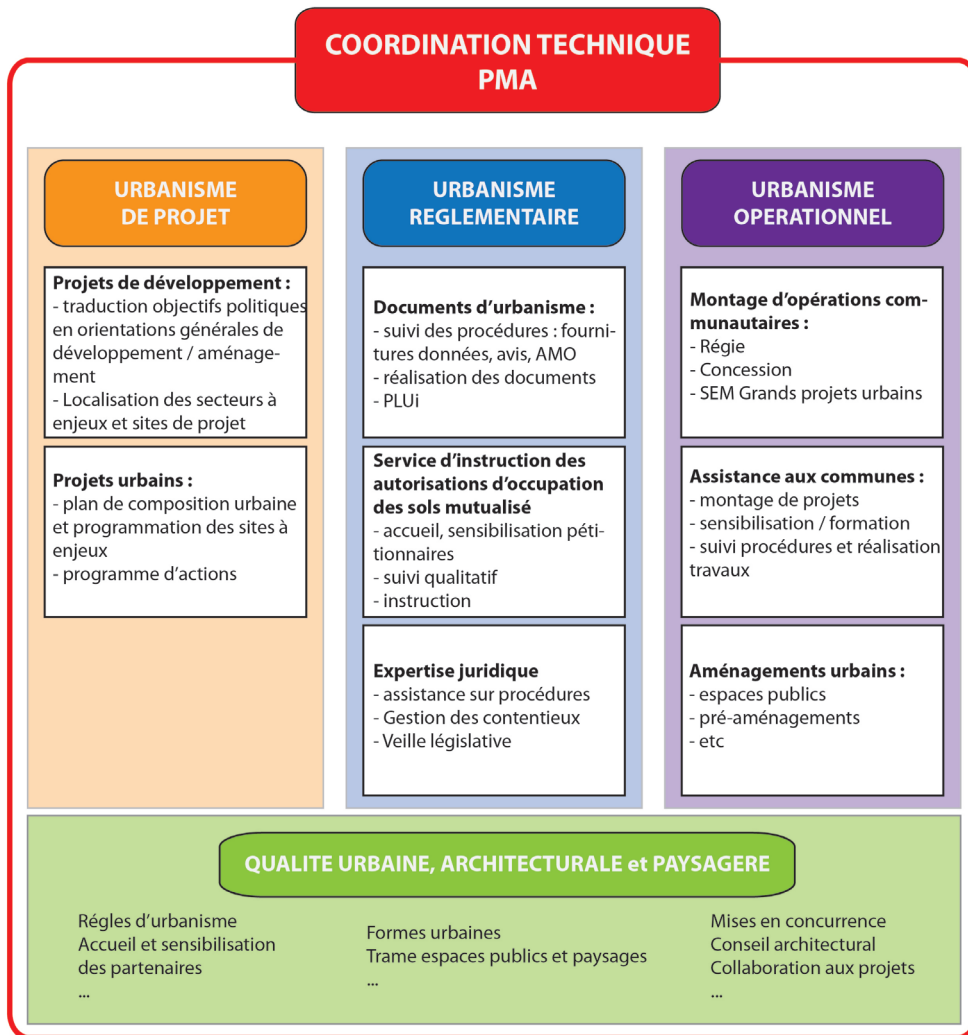 COORDINATION TECHNIQUE
PMA
URBANISME
DE PROJET
Projets de développement :
- traduction objectifs politiques
en orientations générales de
développement / aménage-
ment
- Localisation des secteurs à
enjeux et sites de projet
Projets urbains :
- plan de composition urbaine
et programmation des sites à
enjeux
- programme d'actions
URBANISME
REGLEMENTAIRE
Documents d'urbanisme :
- suivi des procédures : fourni-
tures données, avis, AMO
- réalisation des documents
- PLUi
Service d'instruction des
autorisations d'occupation
des sols mutualisé
- accueil, sensibilisation péti-
tionnaires
- suivi qualitatif
- instruction
Expertise juridique
- assistance sur procédures
- Gestion des contentieux
- Veille législative
URBANISME
OPERATIONNEL
Montage d'opérations com-
munautaires :
- Régie
- Concession
- SEM Grands projets urbains
Assistance aux communes :
- montage de projets
- sensibilisation / formation
- suivi procédures et réalisation
travaux
Aménagements urbains :
- espaces publics
- pré-aménagements
- etc
QUALITE URBAINE, ARCHITECTURALE et PAYSAGERE
Régles d'urbanisme
Accueil et sensibilisation
des partenaires
...
Formes urbaines
Trame espaces publics et paysages
...
Mises en concurrence
Conseil architectural
Collaboration aux projets
...